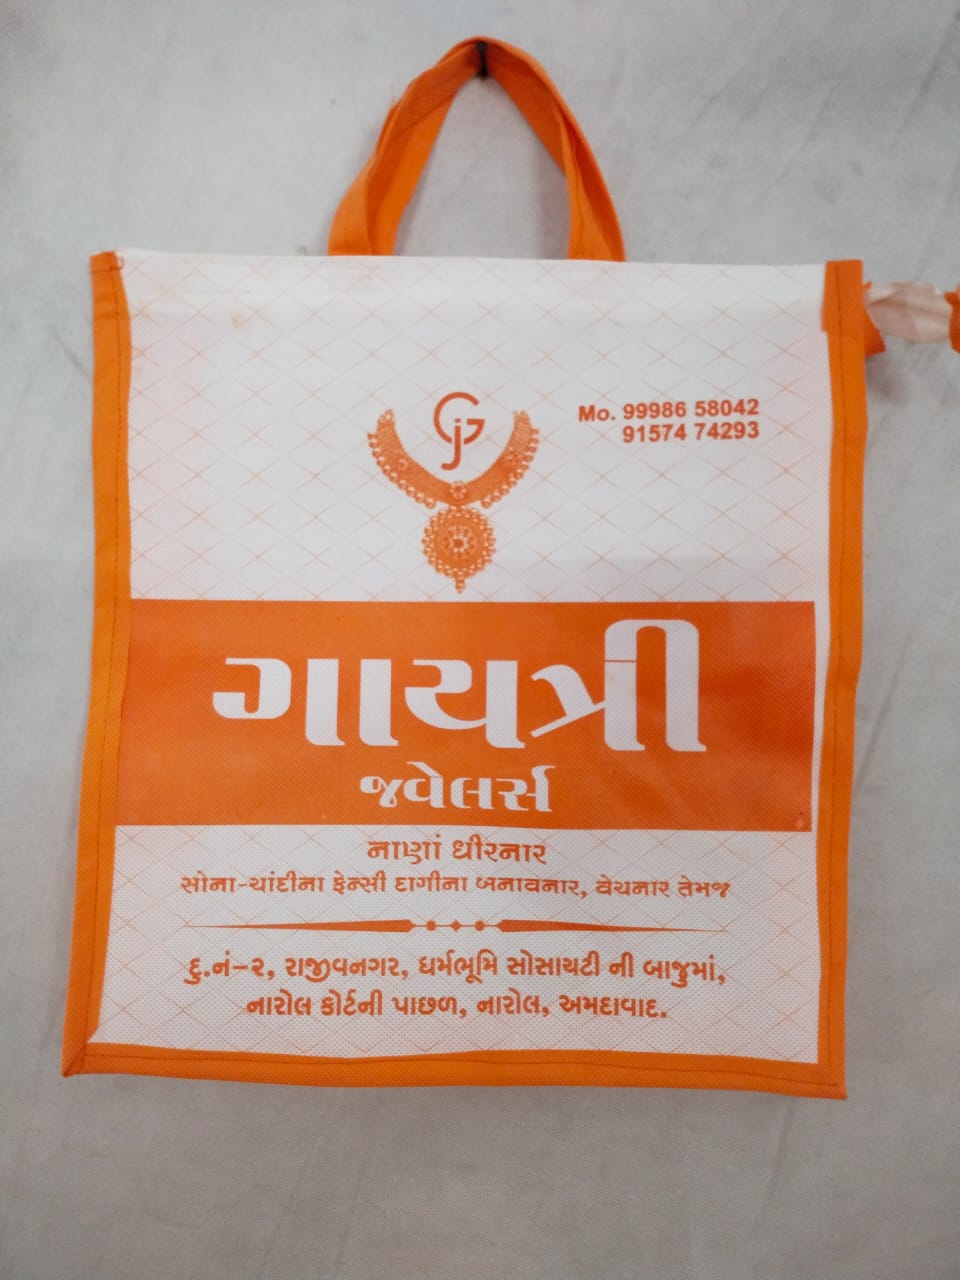 GJ
Mo. 99986 58042
91574 74293
ગાયત્રી
જવેલર્સ
નાણાં ધીરનાર
સોના-ચાંદીના ફેન્સી દાગીના બનાવનાર, વેચનાર તેમજ
દુ.નં-૨, રાજીવનગર, ધર્મભૂમિ સોસાયટી ની બાજુમાં,
નારોલ કોર્ટની પાછળ, નારોલ, અમદાવાદ.